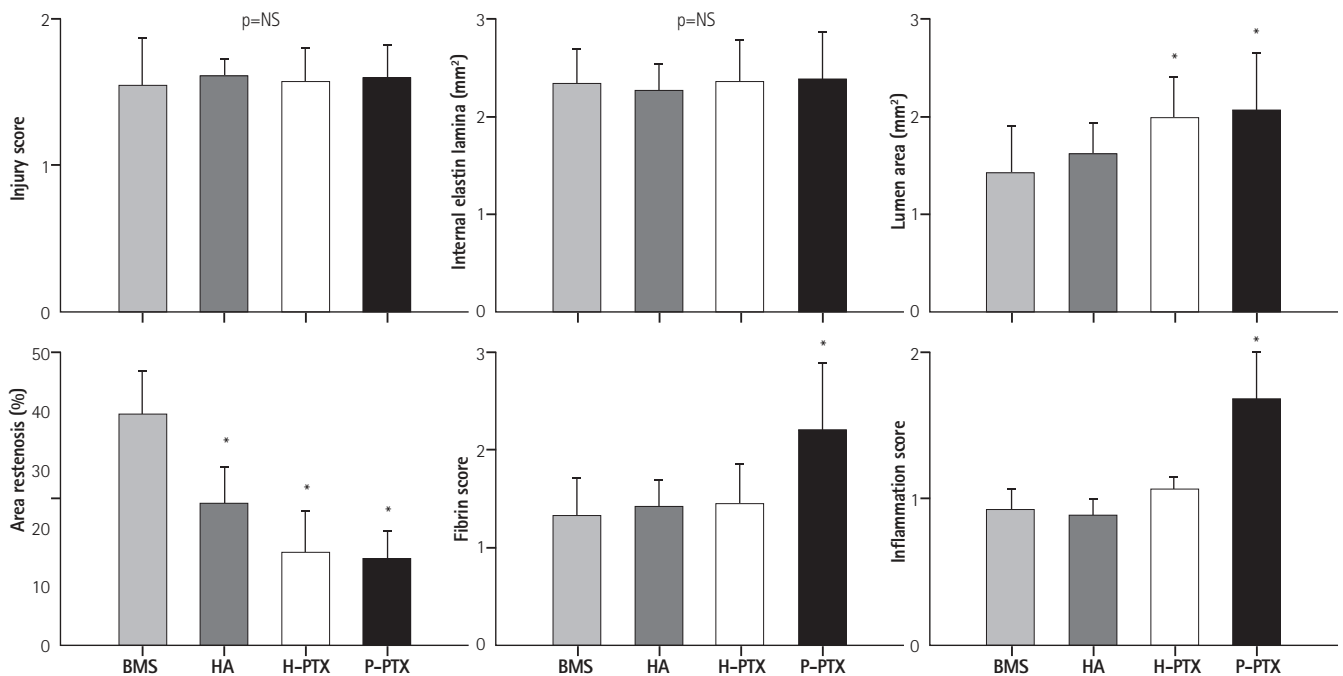 p=NS
Injury score
2
1
0
p=NS
Internal elastin lamina (mm²)
3
2
1
0
Lumen area (mm²)
3
2
1
0
*
*
Area restenosis (%)
50
40
30
20
10
0
*
*
*
BMS HA H-PTX P-PTX
Fibrin score
3
2
1
0
*
BMS HA H-PTX P-PTX
Inflammation score
2
1
0
*
BMS HA H-PTX P-PTX